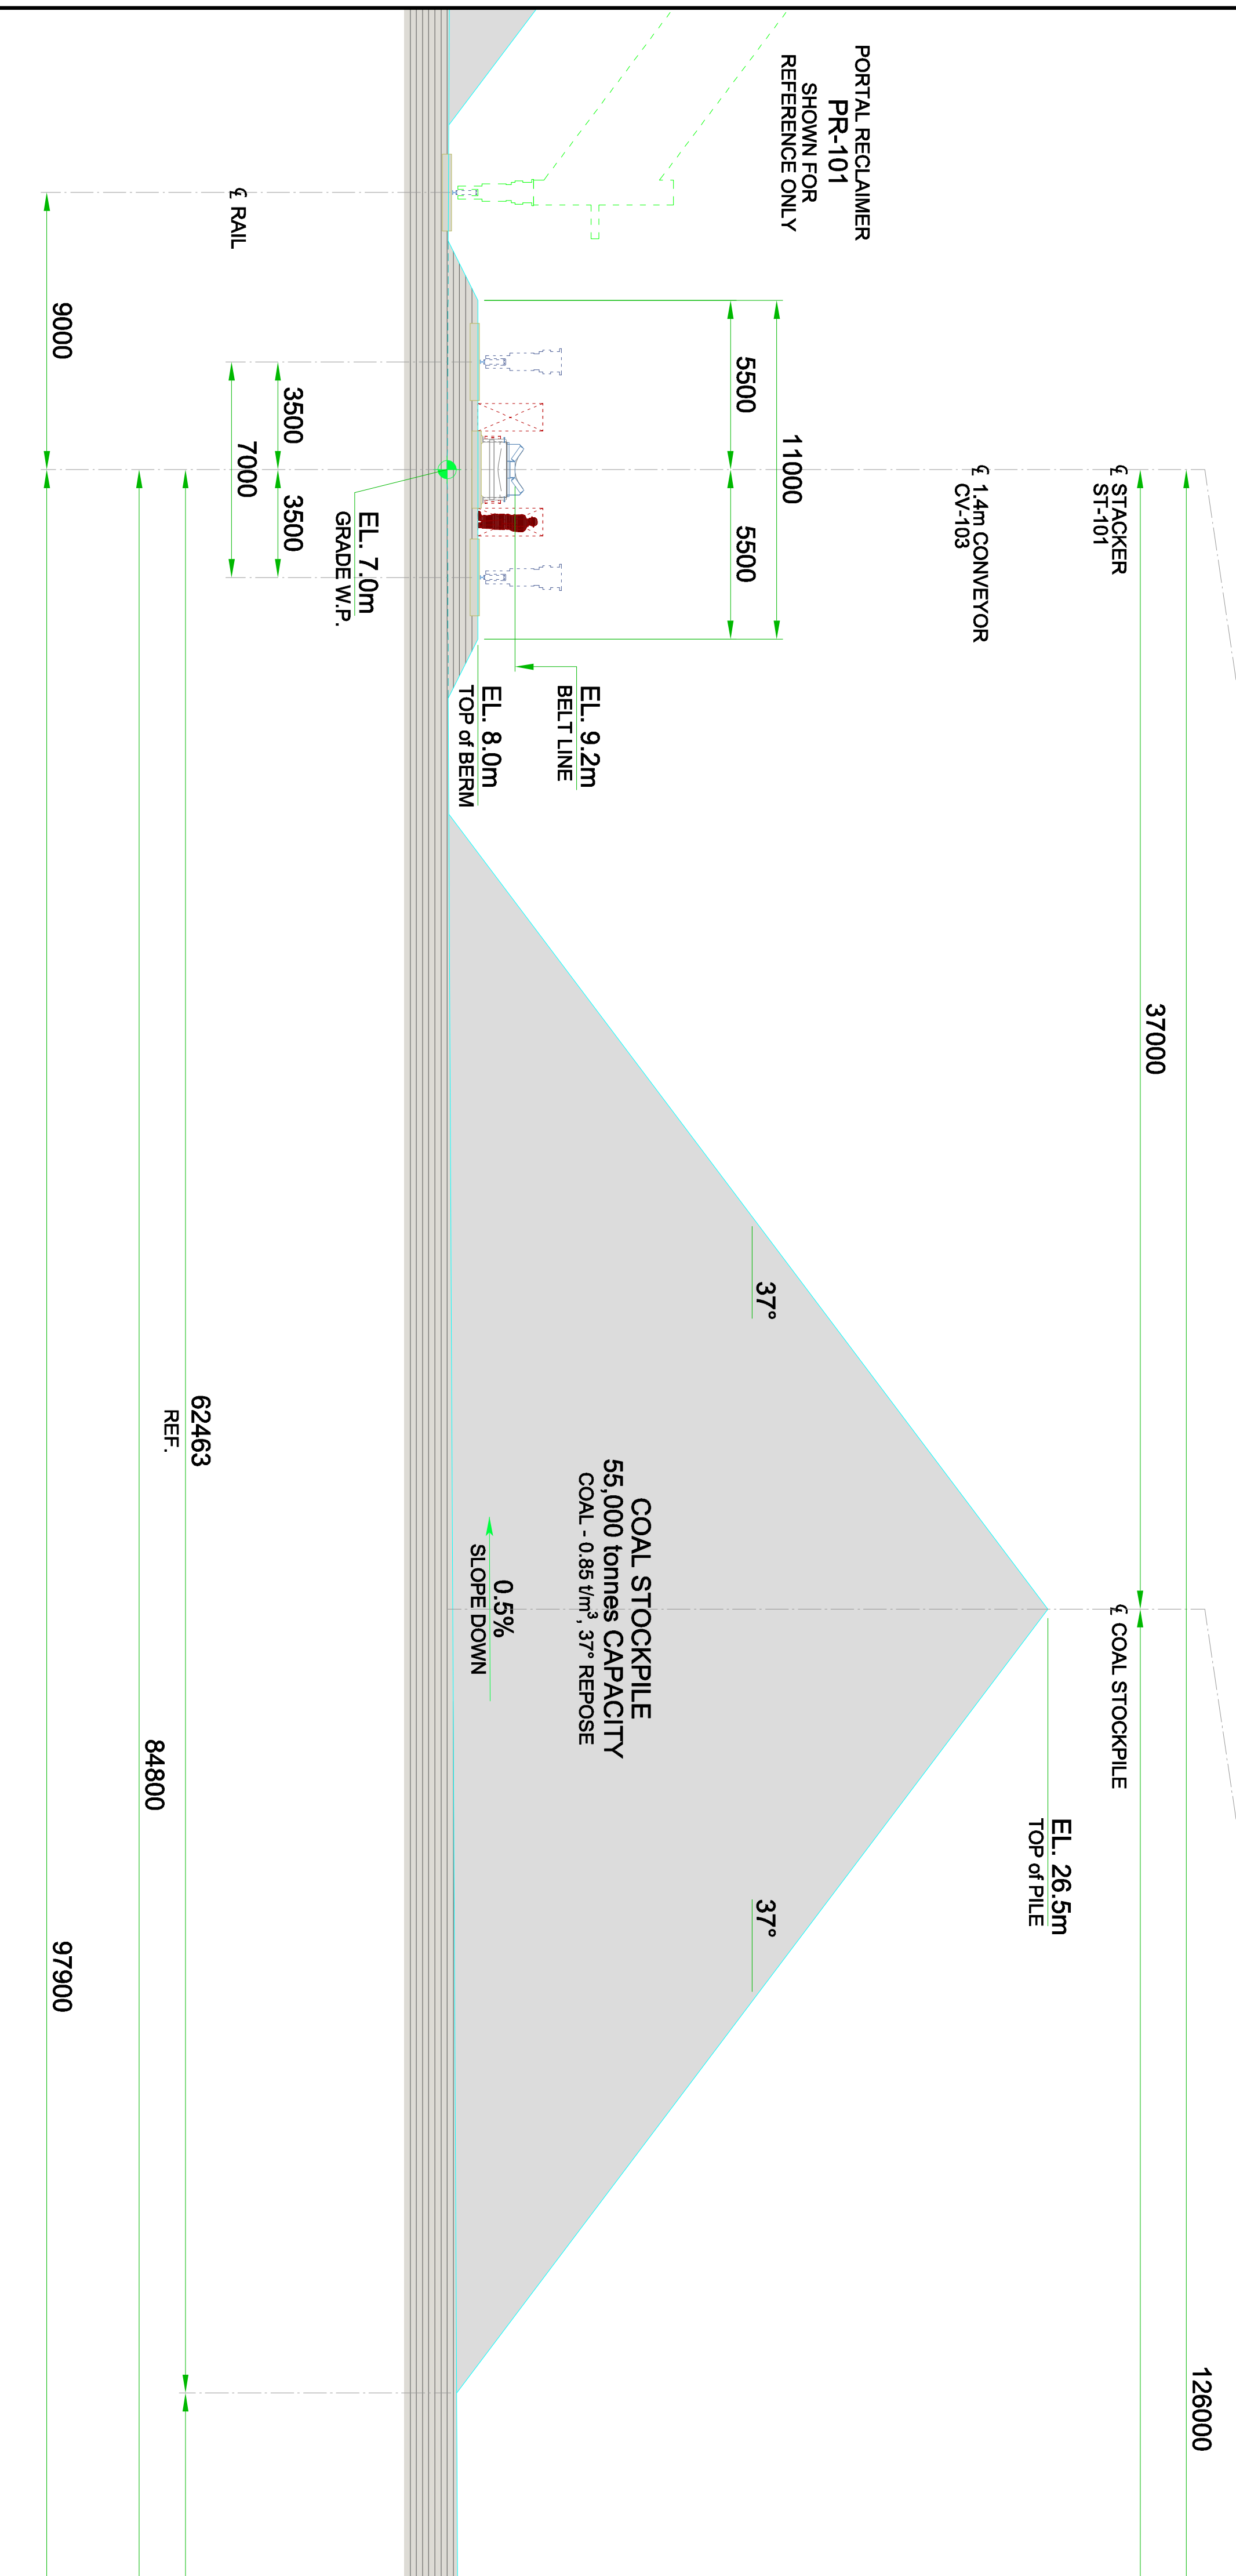 126000
37000
℄ STACKER
ST-101
℄ COAL STOCKPILE
EL. 26.5m
TOP of PILE
℄ 1.4m CONVEYOR
CV-103
PORTAL RECLAIMER
PR-101
SHOWN FOR
REFERENCE ONLY
11000
5500
5500
37°
37°
COAL STOCKPILE
55,000 tonnes CAPACITY
COAL - 0.85 t/m³, 37° REPOSE
EL. 9.2m
BELT LINE
EL. 8.0m
TOP of BERM
0.5%
SLOPE DOWN
EL. 7.0m
GRADE W.P.
3500
3500
7000
℄ RAIL
62463
REF.
84800
9000
97900